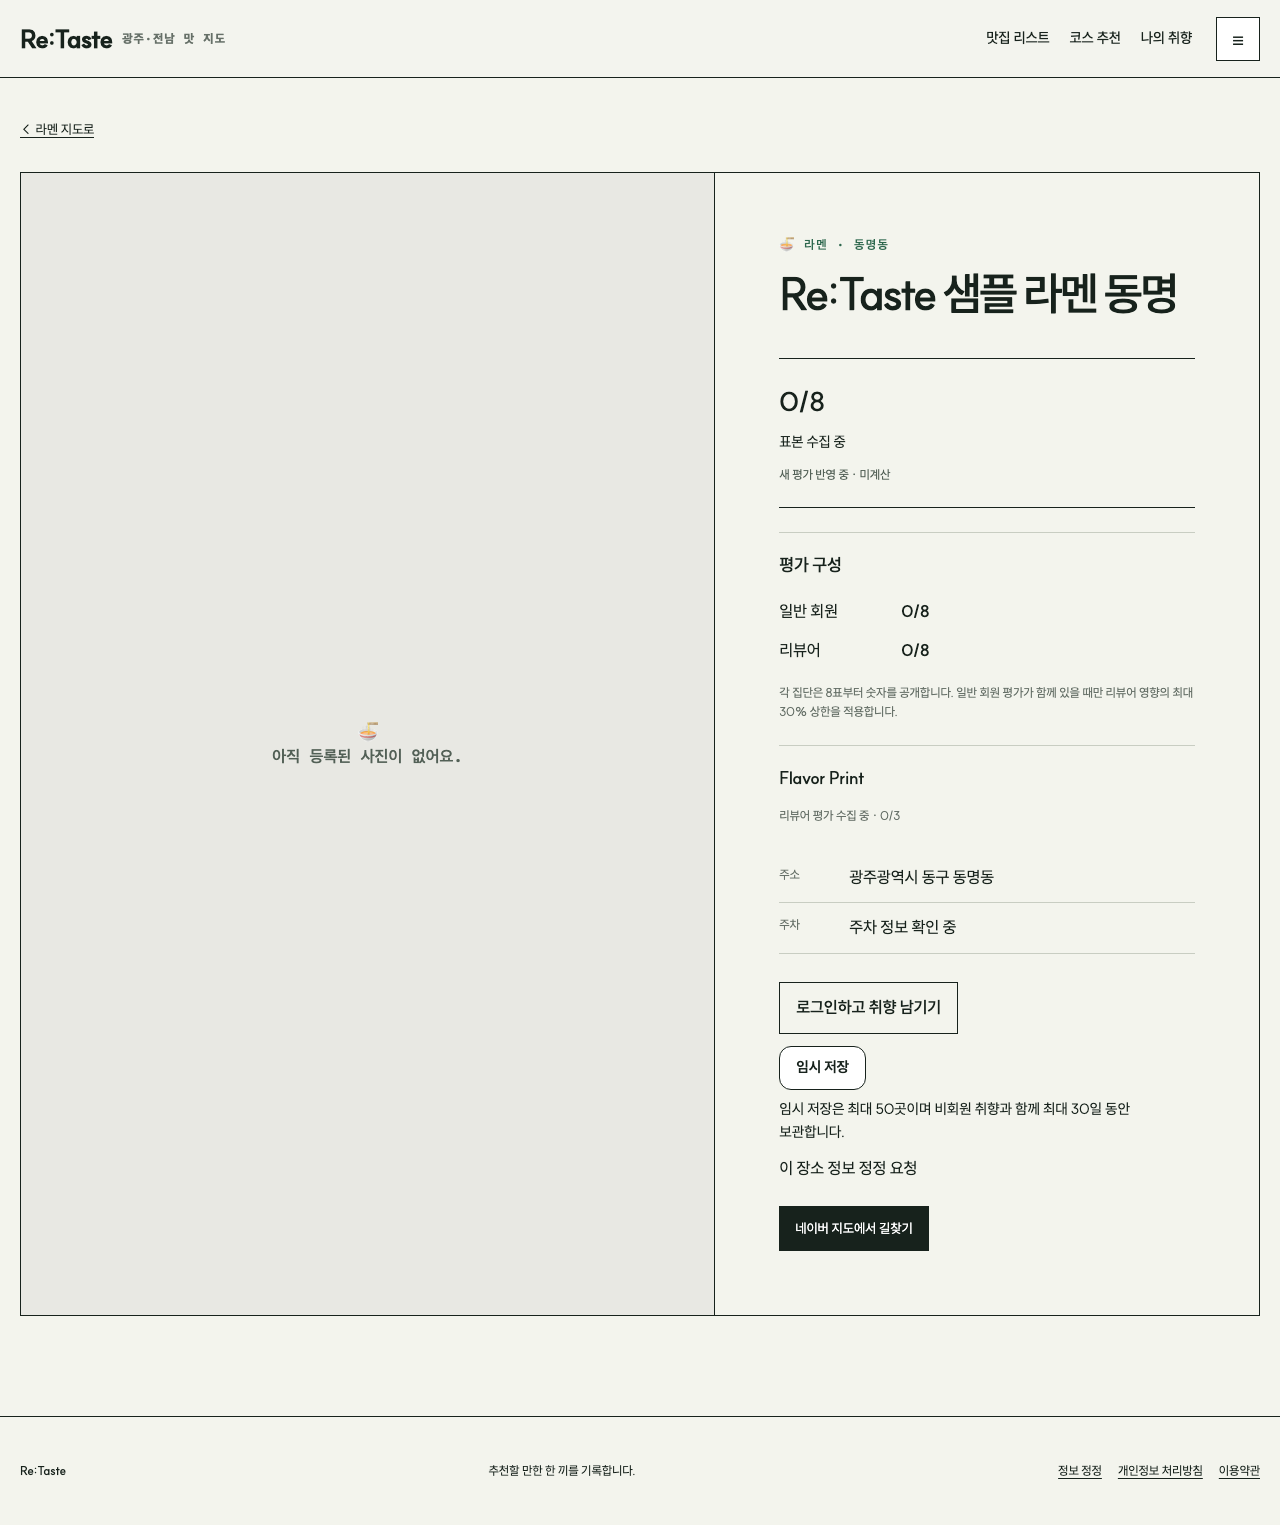 Re:Taste 광주·전남 맛 지도
맛집 리스트 코스 추천 나의 취향 ≡
< 라멘 지도로
아직 등록된 사진이 없어요.
🍜 라멘 · 동명동
Re:Taste 샘플 라멘 동명
0/8
표본 수집 중
새 평가 반영 중 · 미계산
평가 구성
일반 회원 0/8
리뷰어 0/8
각 집단은 8표부터 숫자를 공개합니다. 일반 회원 평가가 함께 있을 때만 리뷰어 영향의 최대
30% 상한을 적용합니다.
Flavor Print
리뷰어 평가 수집 중 · 0/3
주소 광주광역시 동구 동명동
주차 주차 정보 확인 중
로그인하고 취향 남기기
임시 저장
임시 저장은 최대 50곳이며 비회원 취향과 함께 최대 30일 동안
보관합니다.
이 장소 정보 정정 요청
네이버 지도에서 길찾기
Re:Taste
추천할 만한 한 끼를 기록합니다.
정보 정정 개인정보 처리방침 이용약관